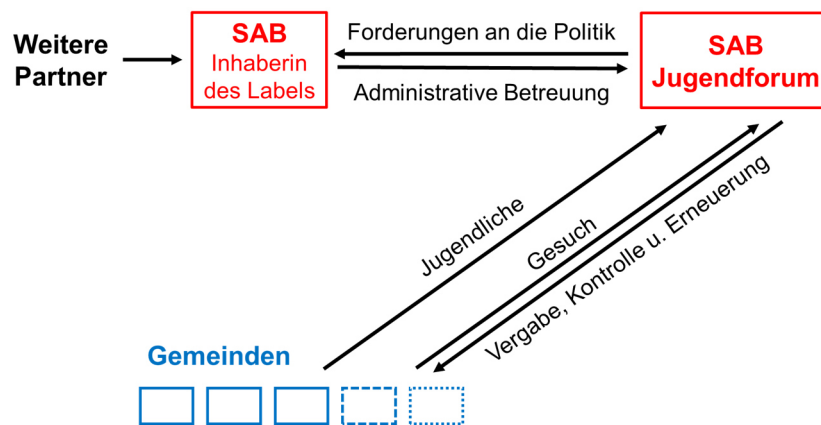 Weitere
Partner
SAB
Inhaberin
des Labels
Forderungen an die Politik
Administrative Betreuung
SAB
Jugendforum
Jugendliche
Gesuch
Vergabe, Kontrolle u. Erneuerung
Gemeinden